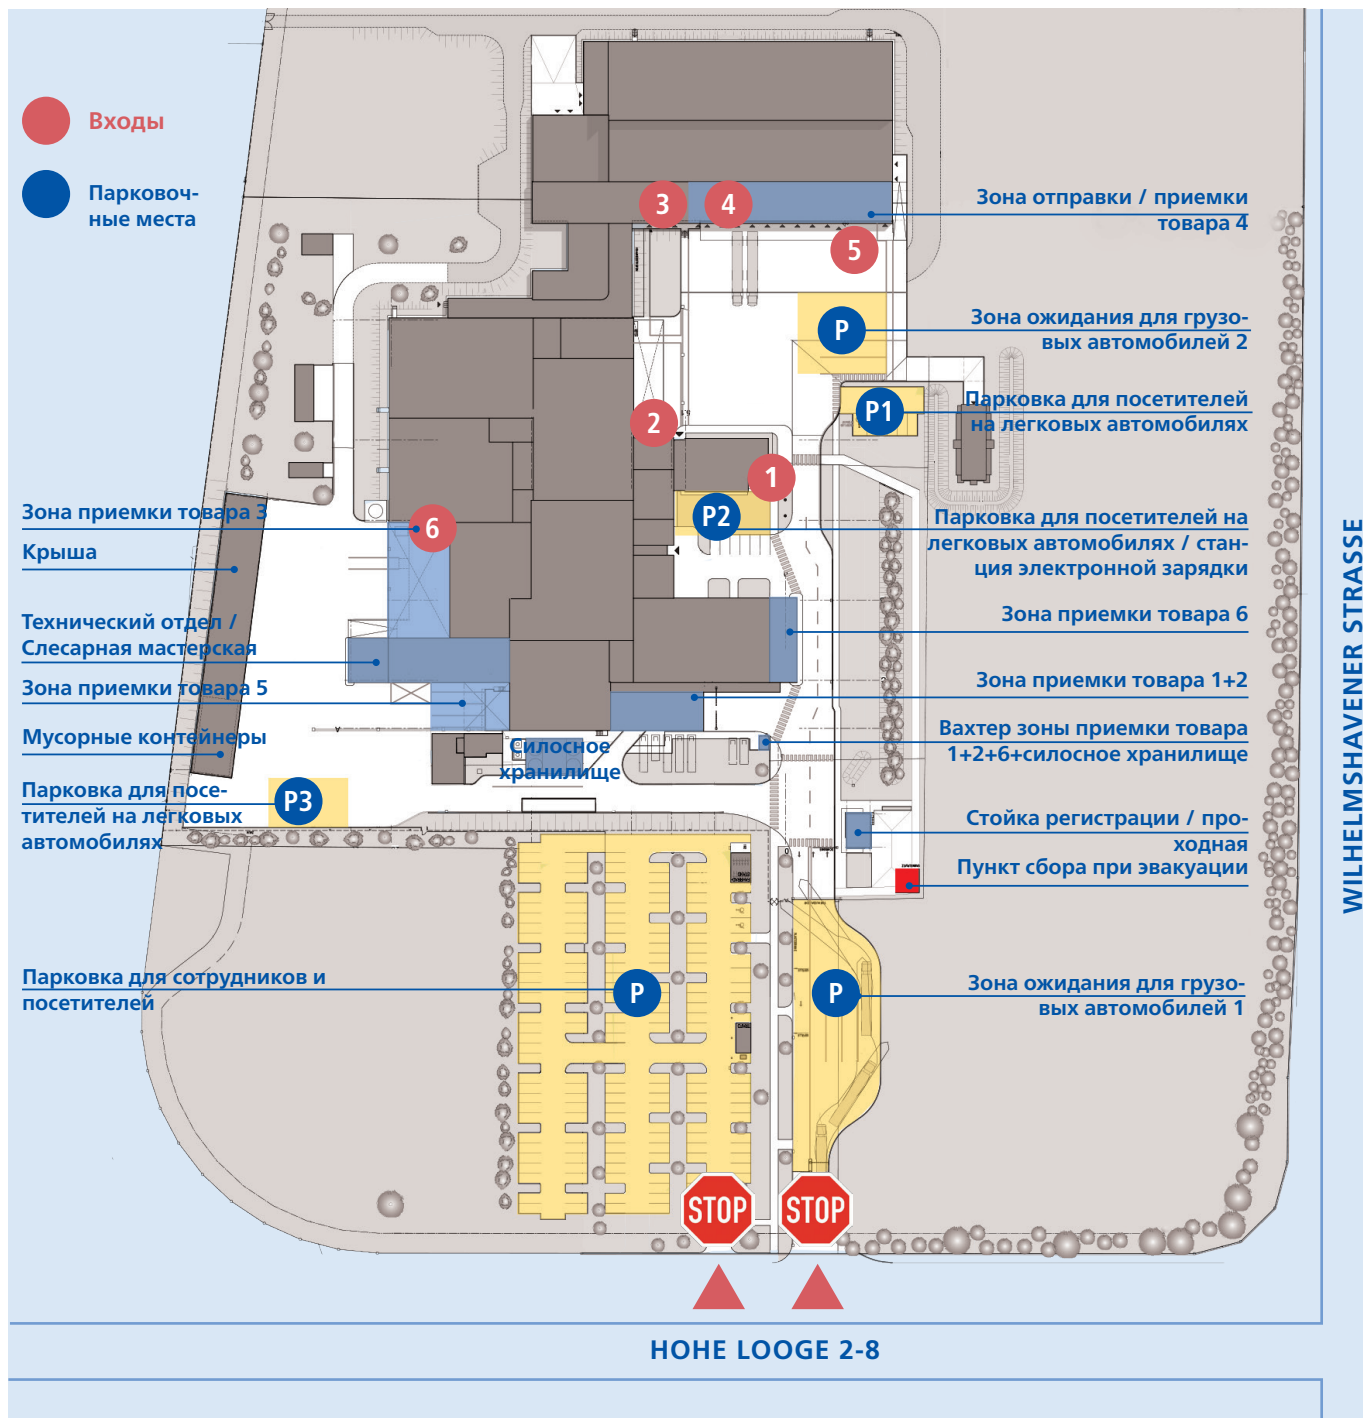 Входы
Парковоч-
ные места
3
4
5
Зона отправки / приемки
товара 4
P
Зона ожидания для грузо-
вых автомобилей 2
P1
Парковка для посетителей
на легковых автомобилях
2
1
P2
Парковка для посетителей на
легковых автомобилях / стан-
ция электронной зарядки
Зона приемки товара 3
6
Крыша
Технический отдел /
Слесарная мастерская
Зона приемки товара 5
Мусорные контейнеры
Парковка для посе-
тителей на легковых
автомобилях
P3
Силосное
хранилище
Зона приемки товара 6
Зона приемки товара 1+2
Вахтер зоны приемки товара
1+2+6+силосное хранилище
Стойка регистрации / про-
ходная
Пункт сбора при эвакуации
Парковка для сотрудников и
посетителей
P
P
Зона ожидания для грузо-
вых автомобилей 1
STOP
STOP
HOHE LOOGE 2-8
WILHELMSHAVENER STRASSE